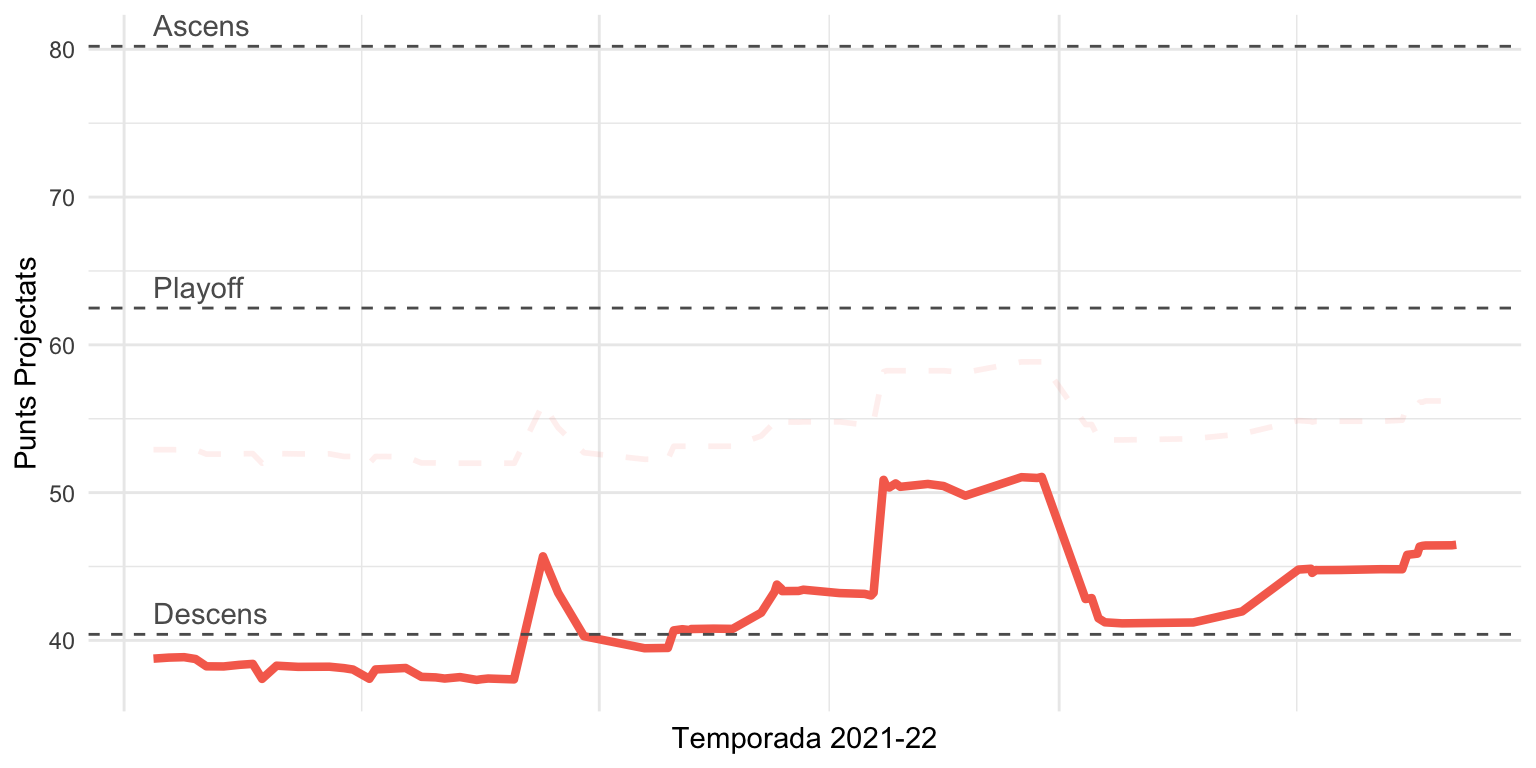 Ascens
80
70
Playoff
60
50
Descens
40
Punts Projectats
Temporada 2021-22